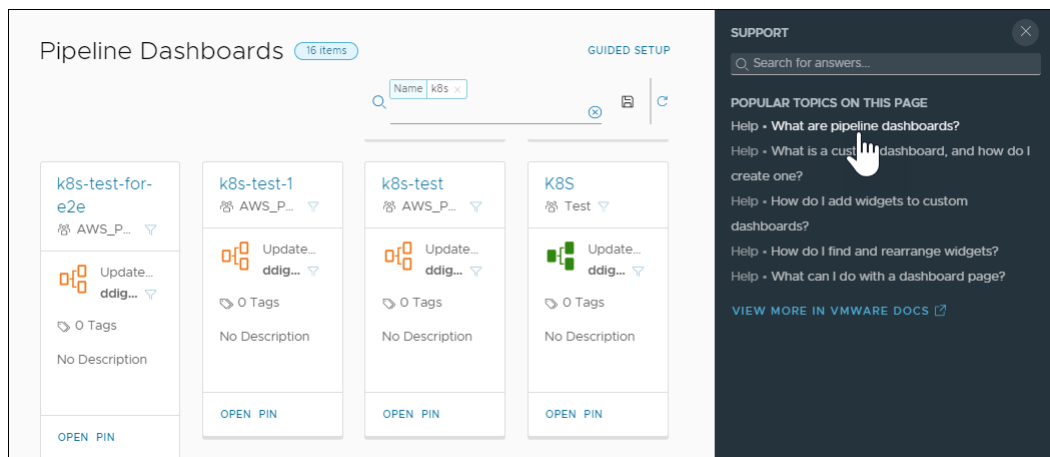 Pipeline Dashboards 16 items
GUIDED SETUP
Name k8s ×
k8s-test-for-
e2e
AWS_P...
Update...
ddig...
0 Tags
No Description
OPEN PIN
k8s-test-1
AWS_P...
Update...
ddig...
0 Tags
No Description
OPEN PIN
k8s-test
AWS_P...
Update...
ddig...
0 Tags
No Description
OPEN PIN
K8S
Test
Update...
ddig...
0 Tags
No Description
OPEN PIN
SUPPORT
Search for answers...
POPULAR TOPICS ON THIS PAGE
Help • What are pipeline dashboards?
Help • What is a dashboard, and how do I
create one?
Help • How do I add widgets to custom
dashboards?
Help • How do I find and rearrange widgets?
Help • What can I do with a dashboard page?
VIEW MORE IN VMWARE DOCS